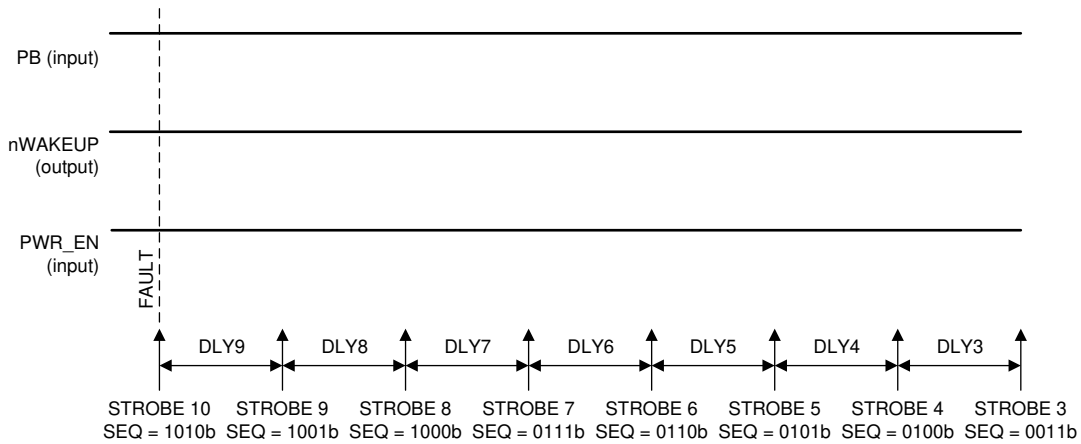 PB (input)
nWAKEUP
(output)
PWR_EN
(input)
FAULT
DLY9 DLY8 DLY7 DLY6 DLY5 DLY4 DLY3
STROBE 10 STROBE 9 STROBE 8 STROBE 7 STROBE 6 STROBE 5 STROBE 4 STROBE 3
SEQ = 1010b SEQ = 1001b SEQ = 1000b SEQ = 0111b SEQ = 0110b SEQ = 0101b SEQ = 0100b SEQ = 0011b